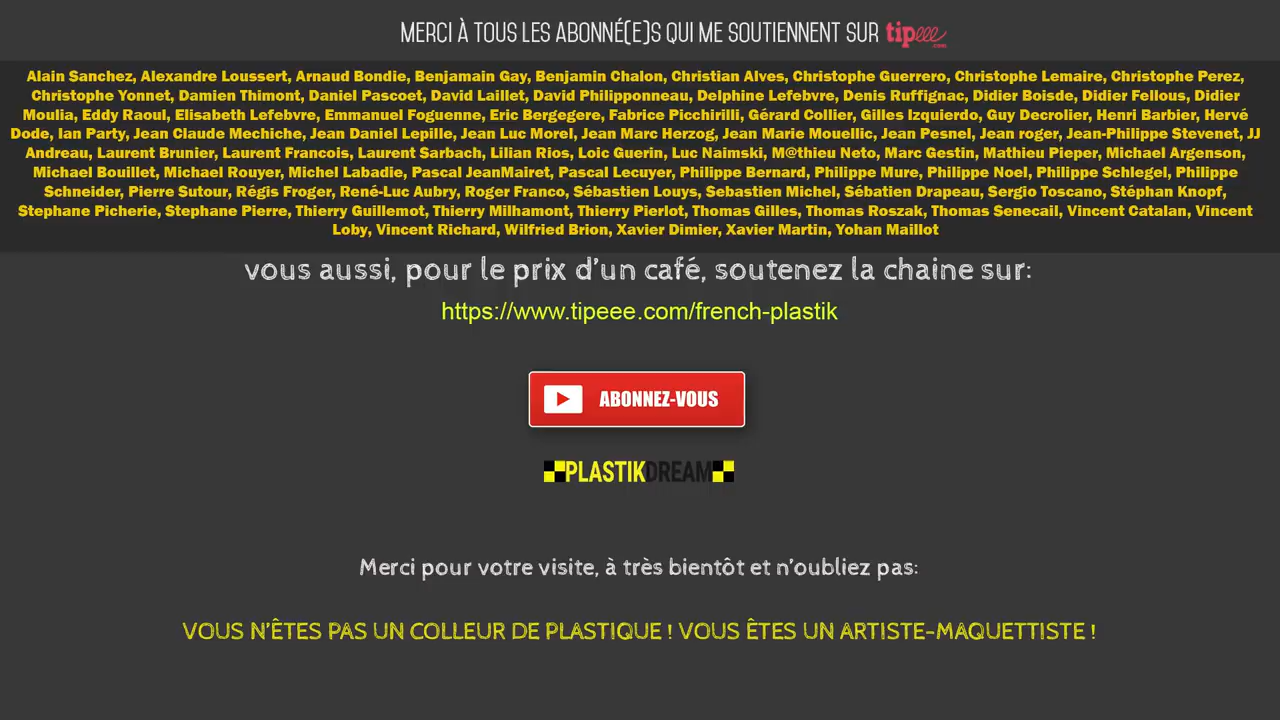 MERCI À TOUS LES ABONNÉ(E)S QUI ME SOUTIENNENT SUR tipeee.com
Alain Sanchez, Alexandre Loussert, Arnaud Bondie, Benjamain Gay, Benjamin Chalon, Christian Alves, Christophe Guerrero, Christophe Lemaire, Christophe Perez,
Christophe Yonnet, Damien Thimont, Daniel Pascoet, David Laillet, David Philipponneau, Delphine Lefebvre, Denis Ruffignac, Didier Boisde, Didier Fellous, Didier
Moulia, Eddy Raoul, Elisabeth Lefebvre, Emmanuel Foguenne, Eric Bergegere, Fabrice Picchirilli, Gérard Collier, Gilles Izquierdo, Guy Decrolier, Henri Barbier, Hervé
Dode, Ian Party, Jean Claude Mechiche, Jean Daniel Lepille, Jean Luc Morel, Jean Marc Herzog, Jean Marie Mouellic, Jean Pesnel, Jean roger, Jean-Philippe Stevenet, JJ
Andreau, Laurent Brunier, Laurent Francois, Laurent Sarbach, Lilian Rios, Loic Guerin, Luc Naimski, M@thieu Neto, Marc Gestin, Mathieu Pieper, Michael Argenson,
Michael Bouillet, Michael Rouyer, Michel Labadie, Pascal JeanMairet, Pascal Lecuyer, Philippe Bernard, Philippe Mure, Philippe Noel, Philippe Schlegel, Philippe
Schneider, Pierre Sutour, Régis Froger, René-Luc Aubry, Roger Franco, Sébastien Louys, Sebastien Michel, Sébatien Drapeau, Sergio Toscano, Stéphan Knopf,
Stephane Picherie, Stephane Pierre, Thierry Guillemot, Thierry Milhamont, Thierry Pierlot, Thomas Gilles, Thomas Roszak, Thomas Senecail, Vincent Catalan, Vincent
Loby, Vincent Richard, Wilfried Brion, Xavier Dimier, Xavier Martin, Yohan Maillot
vous aussi, pour le prix d'un café, soutenez la chaine sur:
https://www.tipeee.com/french-plastik
ABONNEZ-VOUS
PLASTIKDREAM
Merci pour votre visite, à très bientôt et n'oubliez pas:
VOUS N'ÊTES PAS UN COLLEUR DE PLASTIQUE ! VOUS ÊTES UN ARTISTE-MAQUETTISTE !